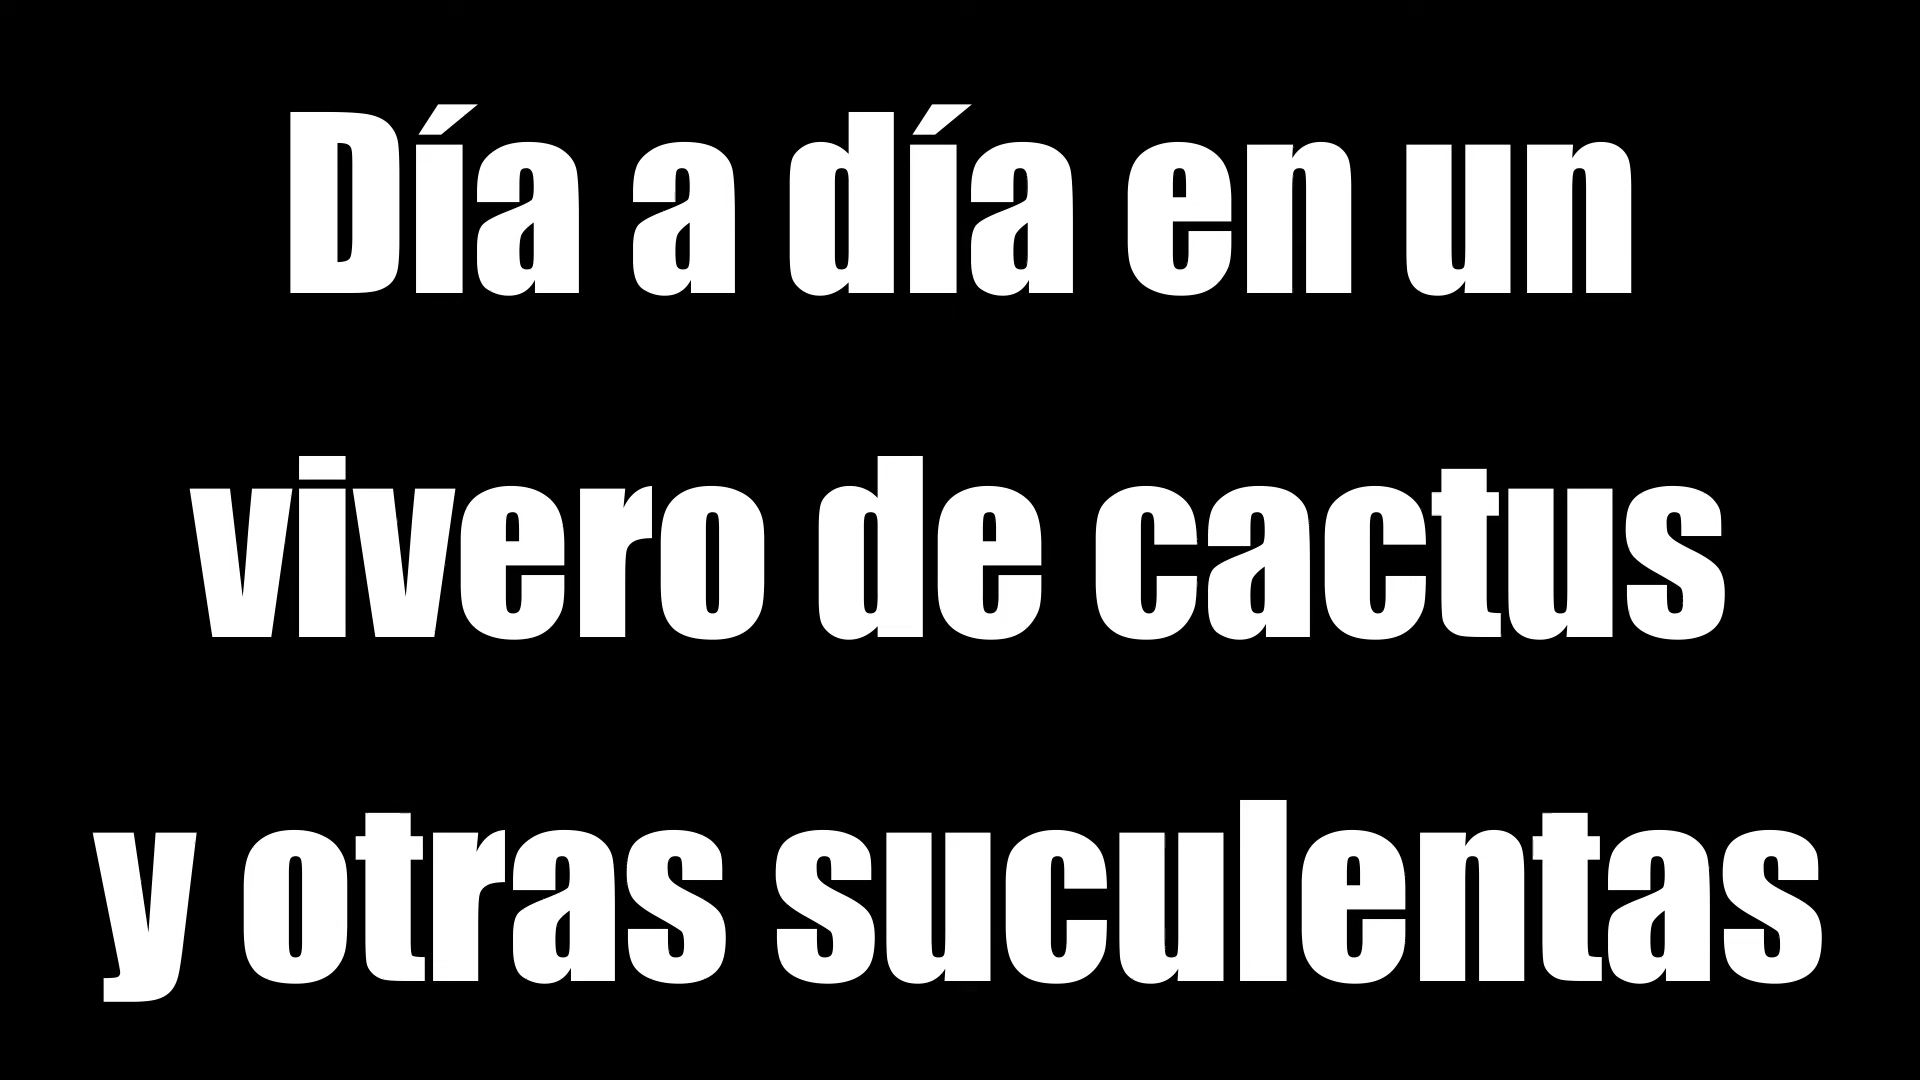 Día a día en un
vivero de cactus
y otras suculentas